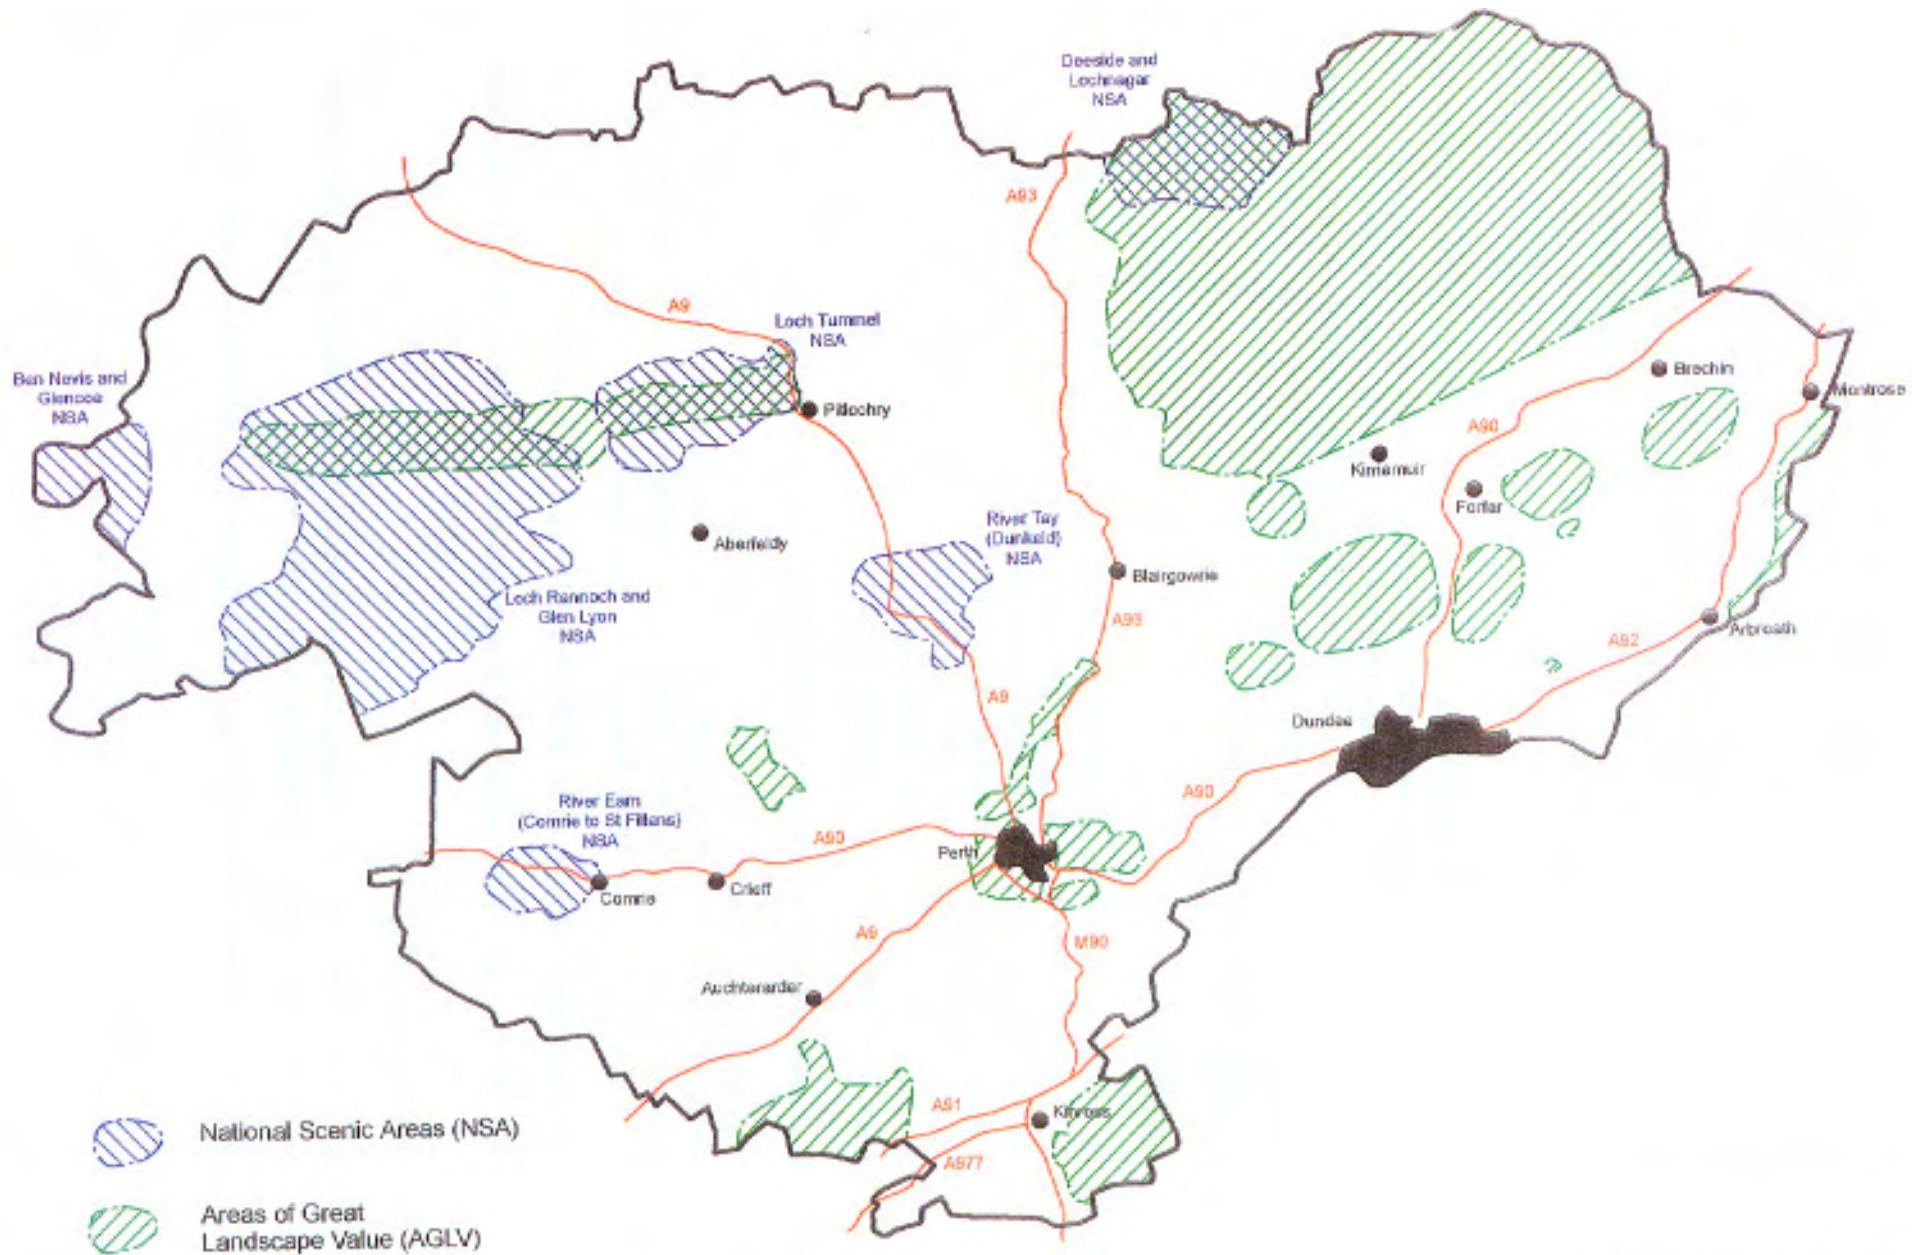 Deeside and
Lochnagar
NSA
A93
A9
Loch Tummel
NSA
Ben Nevis and
Glencoe
NSA
Pitlochry
Brechin
Montrose
A90
Kirriemuir
Forfar
River Tay
(Dunkeld)
NSA
Aberfeldy
Blairgowrie
Loch Rannoch and
Glen Lyon
NSA
A93
A92
Arbroath
A9
Dundee
A90
River Earn
(Comrie to St Fillans)
NSA
A90
Perth
Comrie
Crieff
A9
M90
Auchterarder
A91
Kinross
A977
National Scenic Areas (NSA)
Areas of Great
Landscape Value (AGLV)